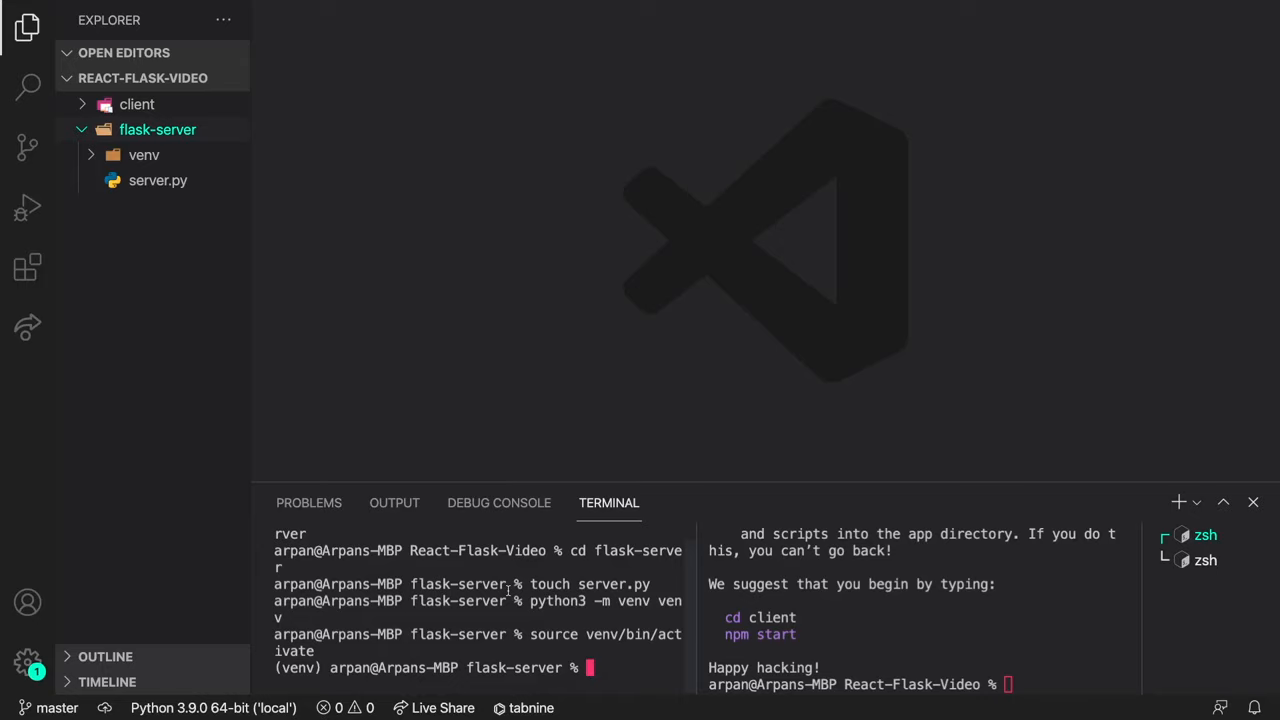 EXPLORER
OPEN EDITORS
REACT-FLASK-VIDEO
client
flask-server
venv
server.py
PROBLEMS OUTPUT DEBUG CONSOLE TERMINAL
rver
arpan@Arpans-MBP React-Flask-Video % cd flask-serve
r
arpan@Arpans-MBP flask-server % touch server.py
arpan@Arpans-MBP flask-server % python3 -m venv ven
v
arpan@Arpans-MBP flask-server % source venv/bin/act
ivate
(venv) arpan@Arpans-MBP flask-server %
and scripts into the app directory. If you do t
his, you can’t go back!
We suggest that you begin by typing:
cd client
npm start
Happy hacking!
arpan@Arpans-MBP React-Flask-Video %
zsh
zsh
OUTLINE
TIMELINE
1
master Python 3.9.0 64-bit ('local') 0 0 Live Share tabnine